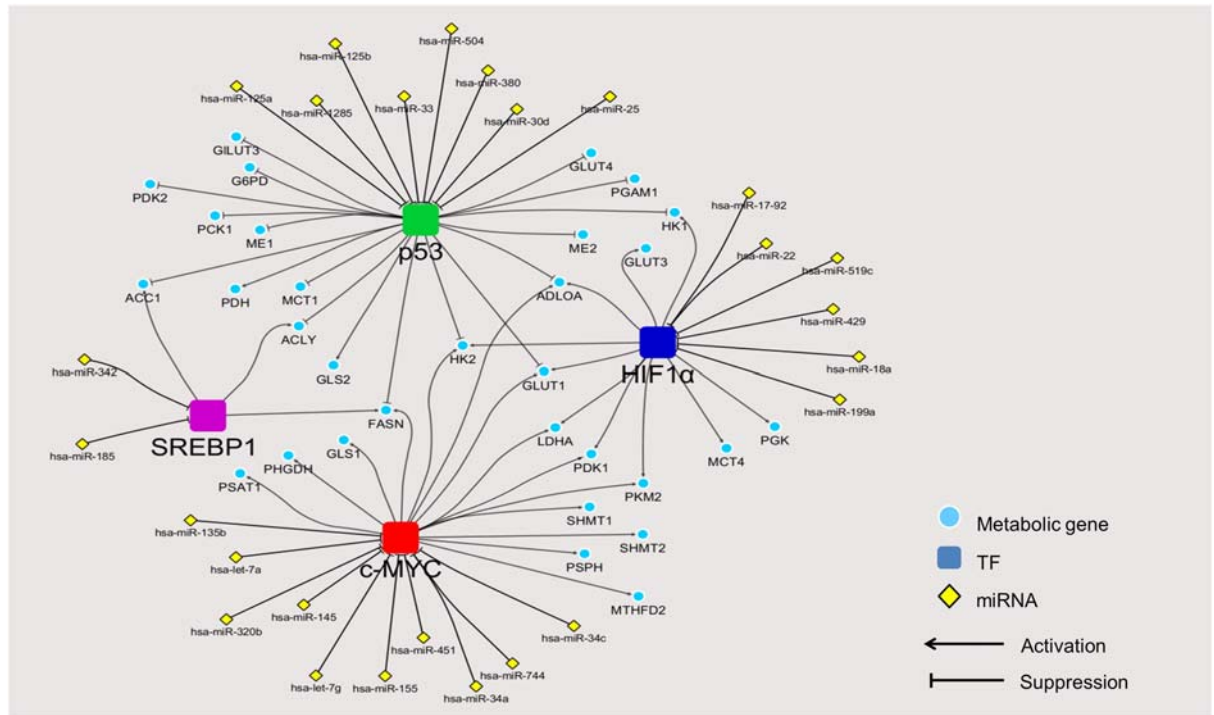 hsa-miR-504
hsa-miR-125b
hsa-miR-380
hsa-miR-125a
hsa-miR-1285
hsa-miR-33
hsa-miR-30d
hsa-miR-25
GlLUT3
GLUT4
G6PD
PGAM1
PDK2
hsa-miR-17-92
PCK1
HK1
ME1
p53
ME2
hsa-miR-22
GLUT3
hsa-miR-519c
ACC1
PDH
MCT1
ADLOA
hsa-miR-429
ACLY
HK2
HIF1α
hsa-miR-18a
hsa-miR-342
GLS2
GLUT1
hsa-miR-199a
FASN
SREBP1
hsa-miR-185
GLS1
LDHA
PGK
MCT4
PHGDH
PDK1
PSAT1
PKM2
SHMT1
Metabolic gene
hsa-miR-135b
SHMT2
c-MYC
PSPH
TF
hsa-let-7a
miRNA
MTHFD2
hsa-miR-145
hsa-miR-320b
hsa-miR-34c
Activation
hsa-miR-451
hsa-miR-744
hsa-let-7g
hsa-miR-155
Suppression
hsa-miR-34a